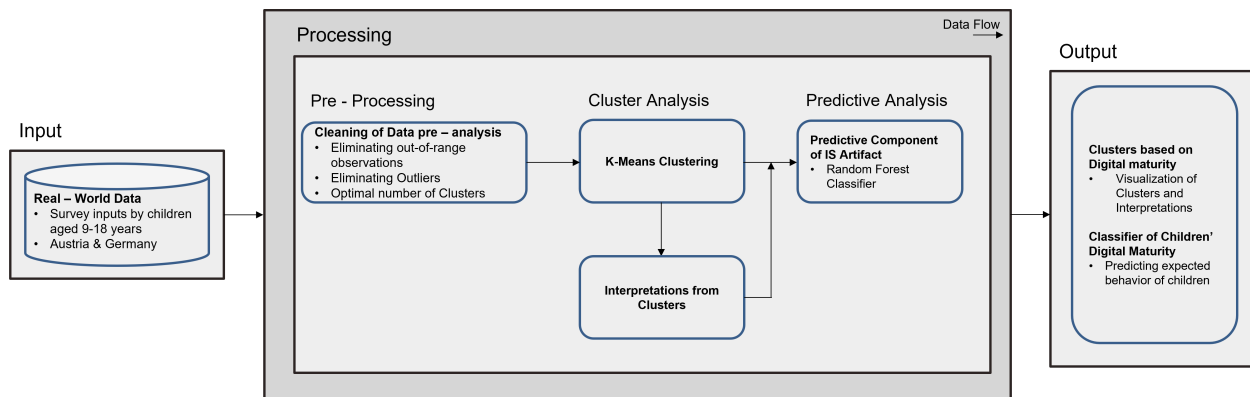 Input
Real – World Data
• Survey inputs by children
aged 9-18 years
• Austria & Germany
Processing
Data Flow
Pre - Processing
Cleaning of Data pre – analysis
• Eliminating out-of-range
observations
• Eliminating Outliers
• Optimal number of Clusters
Cluster Analysis
K-Means Clustering
Interpretations from
Clusters
Predictive Analysis
Predictive Component
of IS Artifact
• Random Forest
Classifier
Output
Clusters based on
Digital maturity
• Visualization of
Clusters and
Interpretations
Classifier of Children’
Digital Maturity
• Predicting expected
behavior of children